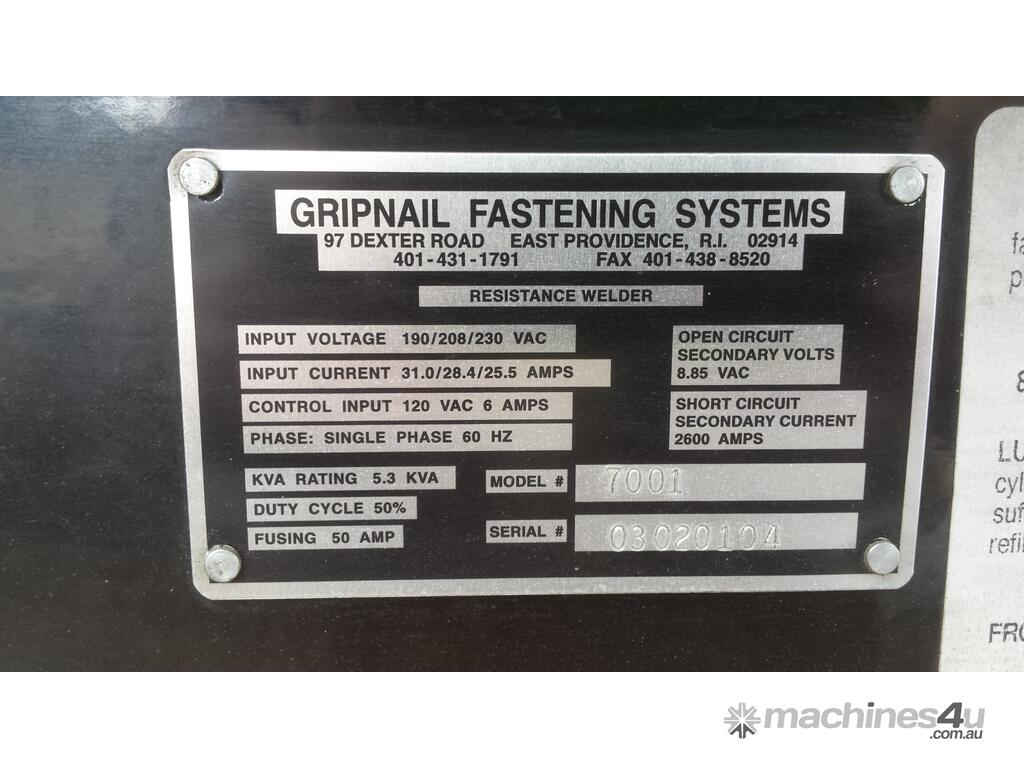 GRIPNAIL FASTENING SYSTEMS
97 DEXTER ROAD EAST PROVIDENCE, R.I. 02914
401-431-1791 FAX 401-438-8520
RESISTANCE WELDER
INPUT VOLTAGE 190/208/230 VAC
INPUT CURRENT 31.0/28.4/25.5 AMPS
CONTROL INPUT 120 VAC 6 AMPS
PHASE: SINGLE PHASE 60 HZ
KVA RATING 5.3 KVA
DUTY CYCLE 50%
FUSING 50 AMP
OPEN CIRCUIT
SECONDARY VOLTS
8.85 VAC
SHORT CIRCUIT
SECONDARY CURRENT
2600 AMPS
MODEL # 7001
SERIAL # 03020104
machines4u
.com.au